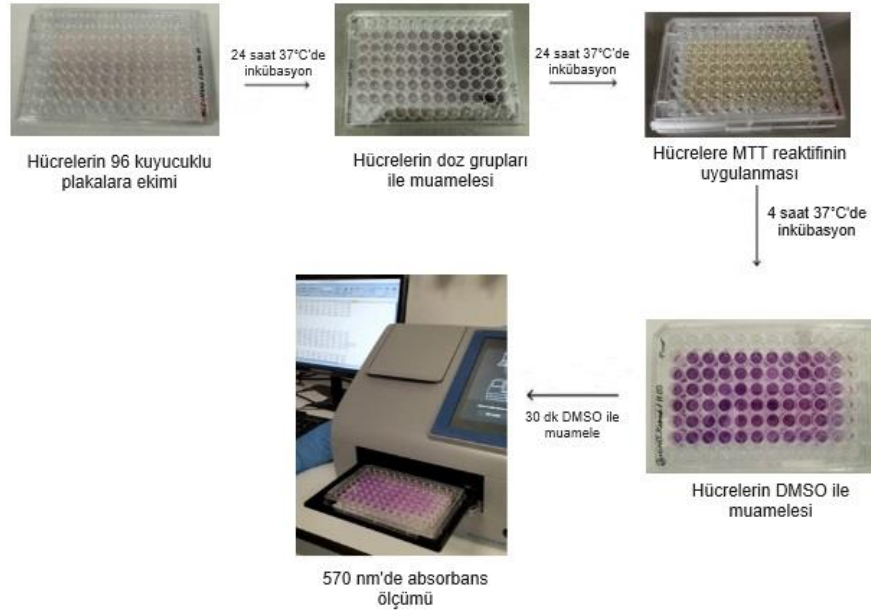 24 saat 37°C'de
inkübasyon
24 saat 37°C'de
inkübasyon
Hücrelerin 96 kuyucuklu
plakalara ekimi
Hücrelerin doz grupları
ile muamelesi
Hücrelere MTT reaktifinin
uygulanması
4 saat 37°C'de
inkübasyon
30 dk DMSO ile
muamele
Hücrelerin DMSO ile
muamelesi
570 nm'de absorbans
ölçümü